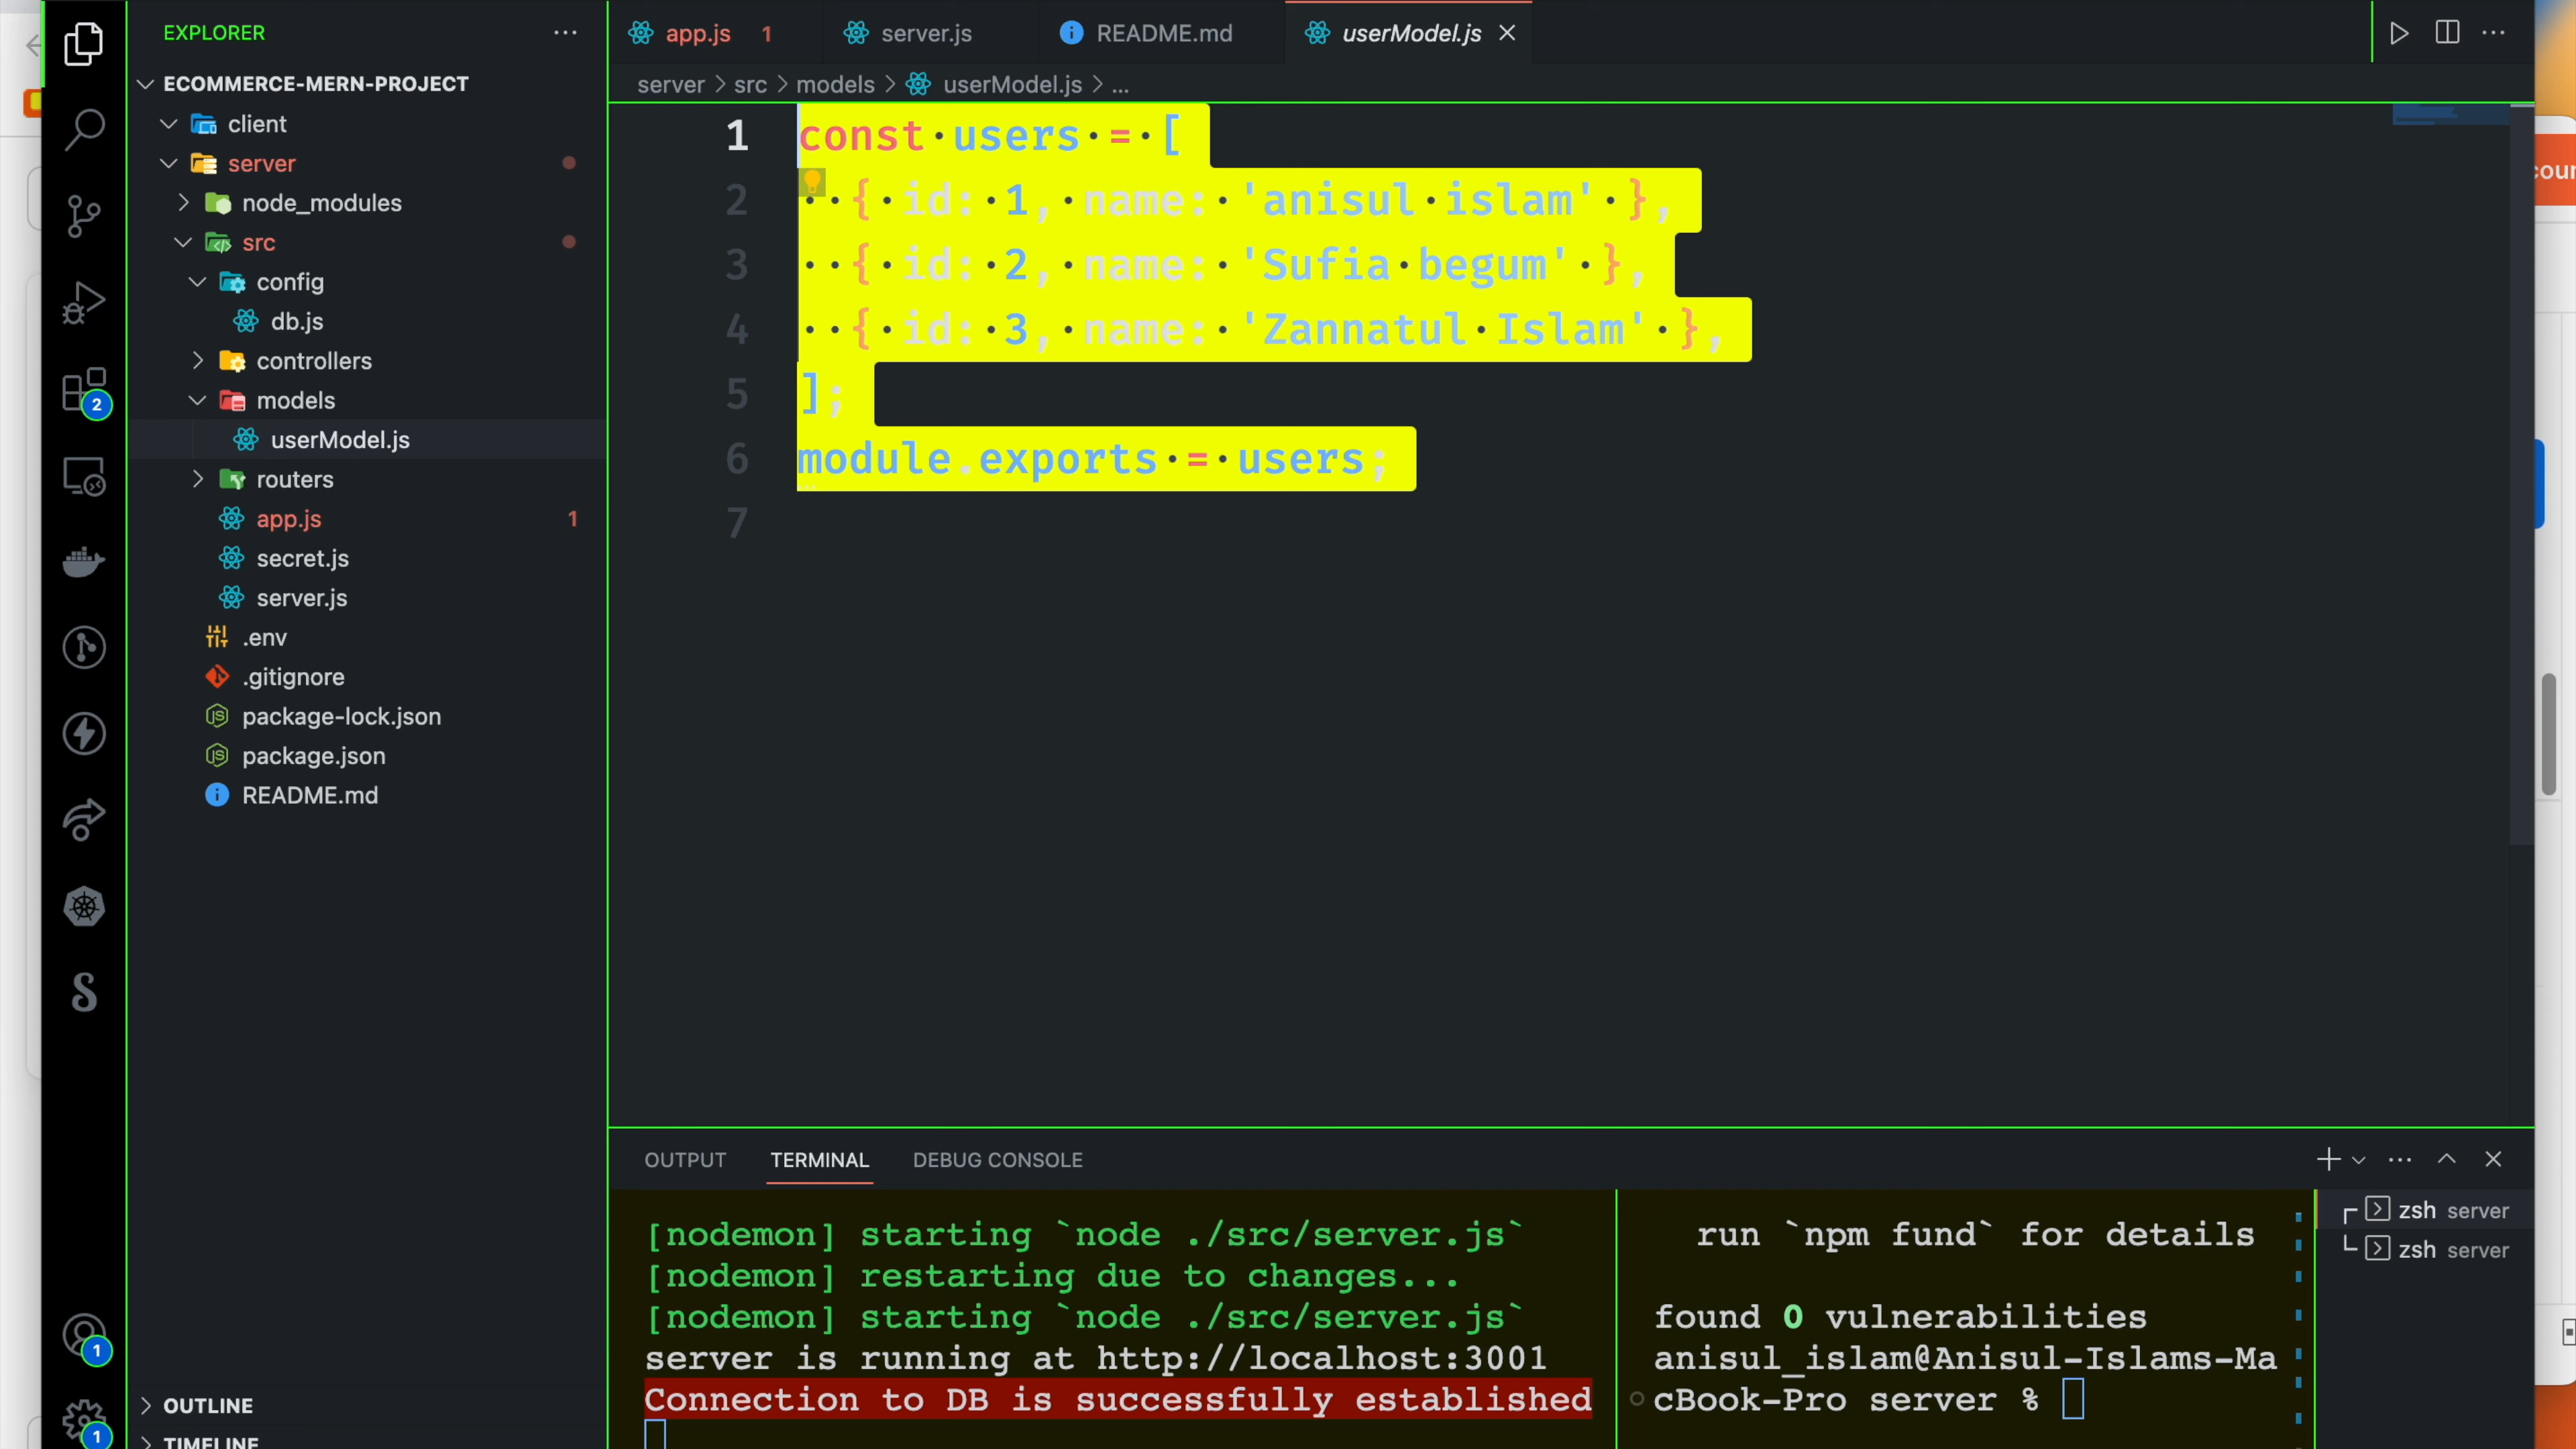 EXPLORER
ECOMMERCE-MERN-PROJECT
client
server
node_modules
src
config
db.js
controllers
models
userModel.js
routers
app.js 1
secret.js
server.js
.env
.gitignore
package-lock.json
package.json
README.md
OUTLINE
TIMELINE
2
1
1
app.js 1
server.js
README.md
userModel.js
server > src > models > userModel.js > ...
1 const users = [
2 { id: 1, name: 'anisul islam' },
3 { id: 2, name: 'Sufia begum' },
4 { id: 3, name: 'Zannatul Islam' },
5 ];
6 module.exports = users;
7
OUTPUT TERMINAL DEBUG CONSOLE
[nodemon] starting `node ./src/server.js`
[nodemon] restarting due to changes...
[nodemon] starting `node ./src/server.js`
server is running at http://localhost:3001
Connection to DB is successfully established
run `npm fund` for details
found 0 vulnerabilities
anisul_islam@Anisul-Islams-Ma
cBook-Pro server %
zsh server
zsh server